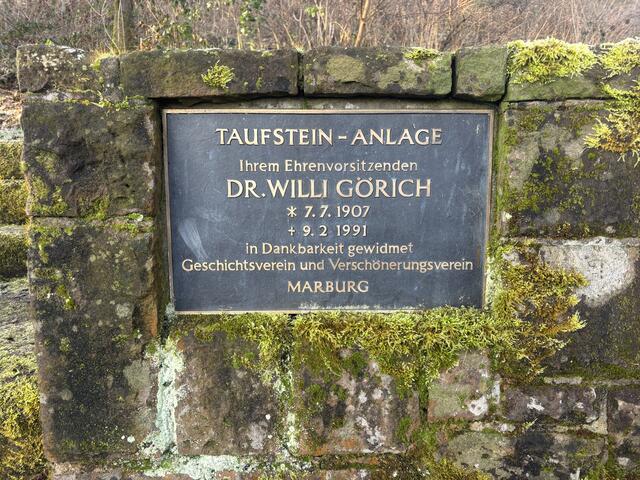 TAUFSTEIN-ANLAGE
Ihrem Ehrenvorsitzenden
DR. WILLI GÖRICH
* 7. 7. 1907
+ 9. 2 1991
in Dankbarkeit gewidmet
Geschichtsverein und Verschönerungsverein
MARBURG